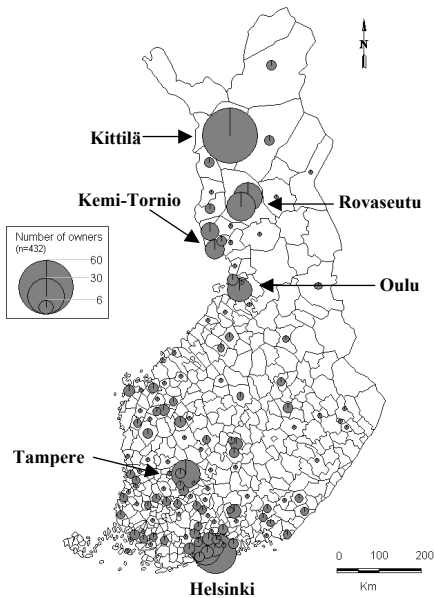 N
Kittilä
Kemi-Tornio
Rovaseutu
Number of owners
(n=432)
60
30
6
Oulu
Tampere
Helsinki
0 100 200
Km